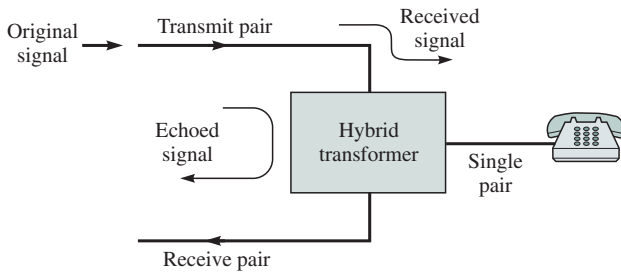 Original
signal
Transmit pair
Received
signal
Echoed
signal
Hybrid
transformer
Single
pair
Receive pair